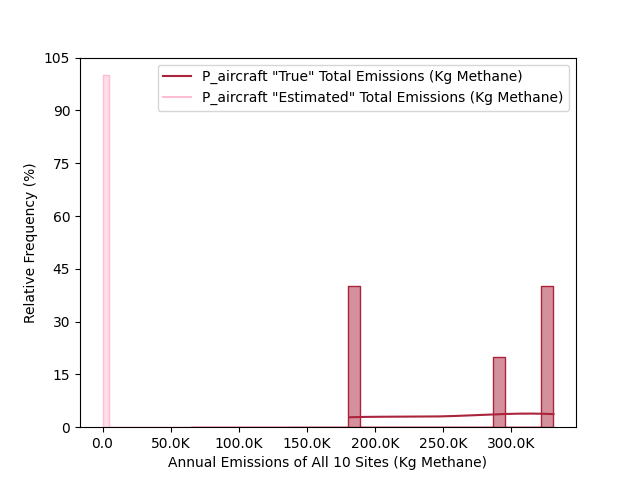 P_aircraft "True" Total Emissions (Kg Methane)
P_aircraft "Estimated" Total Emissions (Kg Methane)
105
90
75
60
45
30
15
0
Relative Frequency (%)
0.0 50.0K 100.0K 150.0K 200.0K 250.0K 300.0K
Annual Emissions of All 10 Sites (Kg Methane)